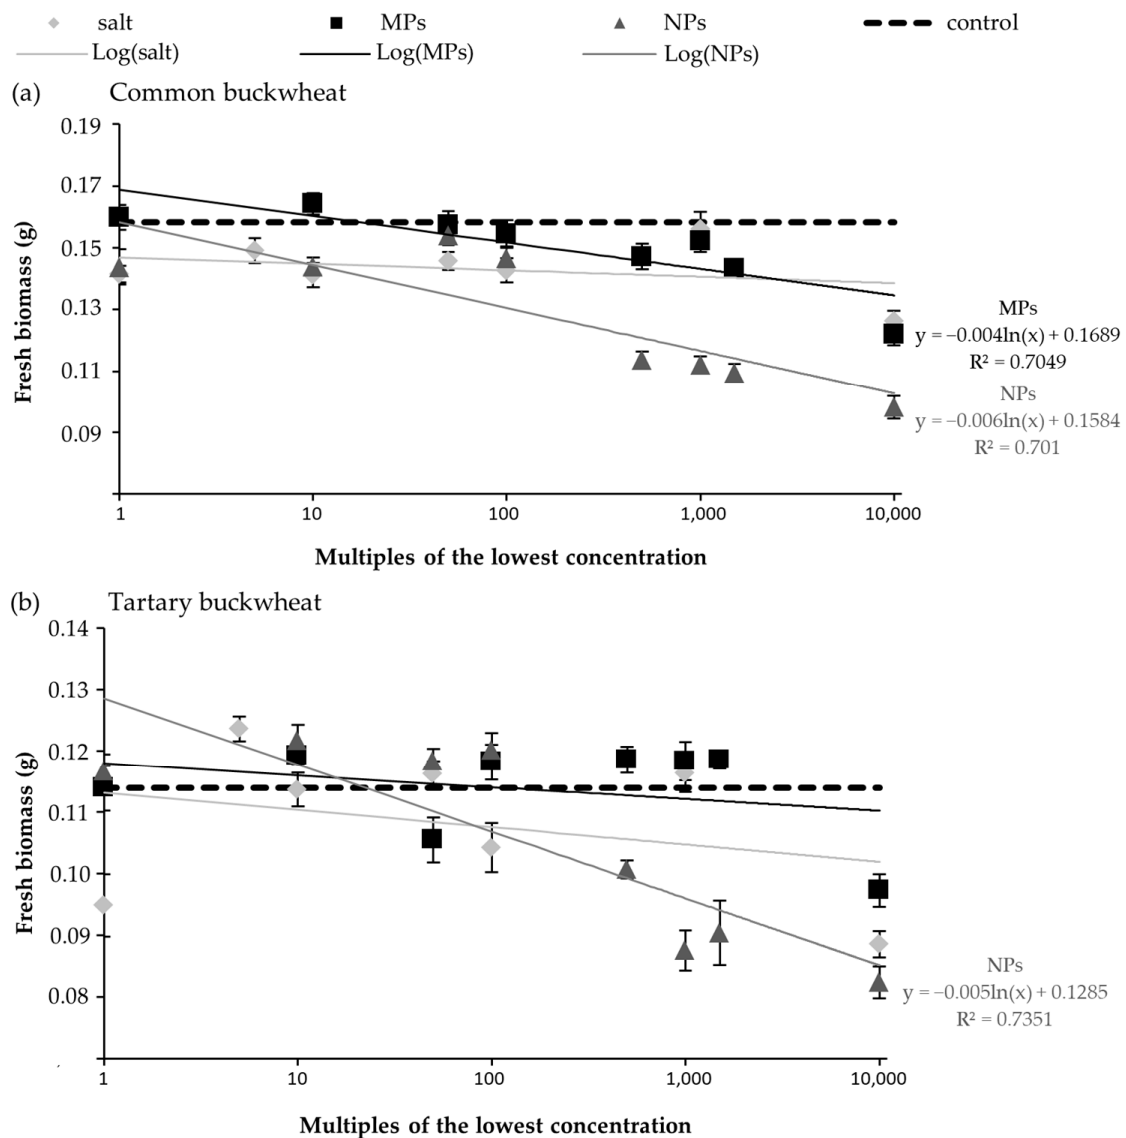 salt MPs NPs control
Log(salt) Log(MPs) Log(NPs)
(a) Common buckwheat
0.19
0.17
0.15
0.13
0.11
0.09
Fresh biomass (g)
MPs
y = −0.004ln(x) + 0.1689
R² = 0.7049
NPs
y = −0.006ln(x) + 0.1584
R² = 0.701
1 10 100 1,000 10,000
Multiples of the lowest concentration
(b) Tartary buckwheat
0.14
0.13
0.12
0.11
0.10
0.09
0.08
Fresh biomass (g)
NPs
y = −0.005ln(x) + 0.1285
R² = 0.7351
1 10 100 1,000 10,000
Multiples of the lowest concentration